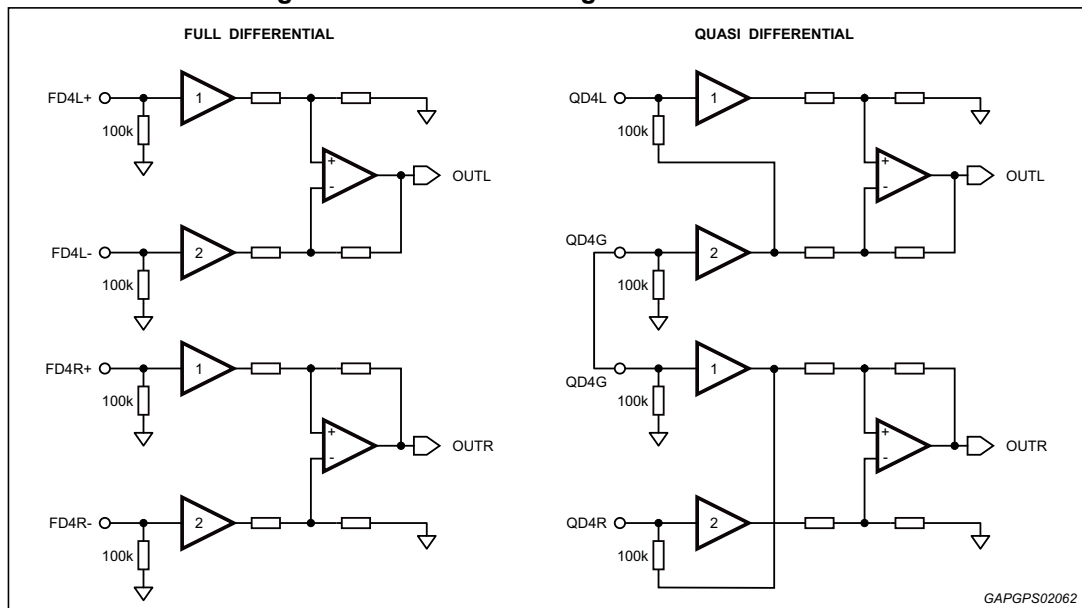 FULL DIFFERENTIAL
FD4L+
1
100k
+
-
OUTL
FD4L-
2
100k
FD4R+
1
100k
+
-
OUTR
FD4R-
2
100k
QUASI DIFFERENTIAL
QD4L
1
100k
+
-
OUTL
QD4G
2
100k
QD4G
1
100k
+
-
OUTR
QD4R
2
100k
GAPGPS02062